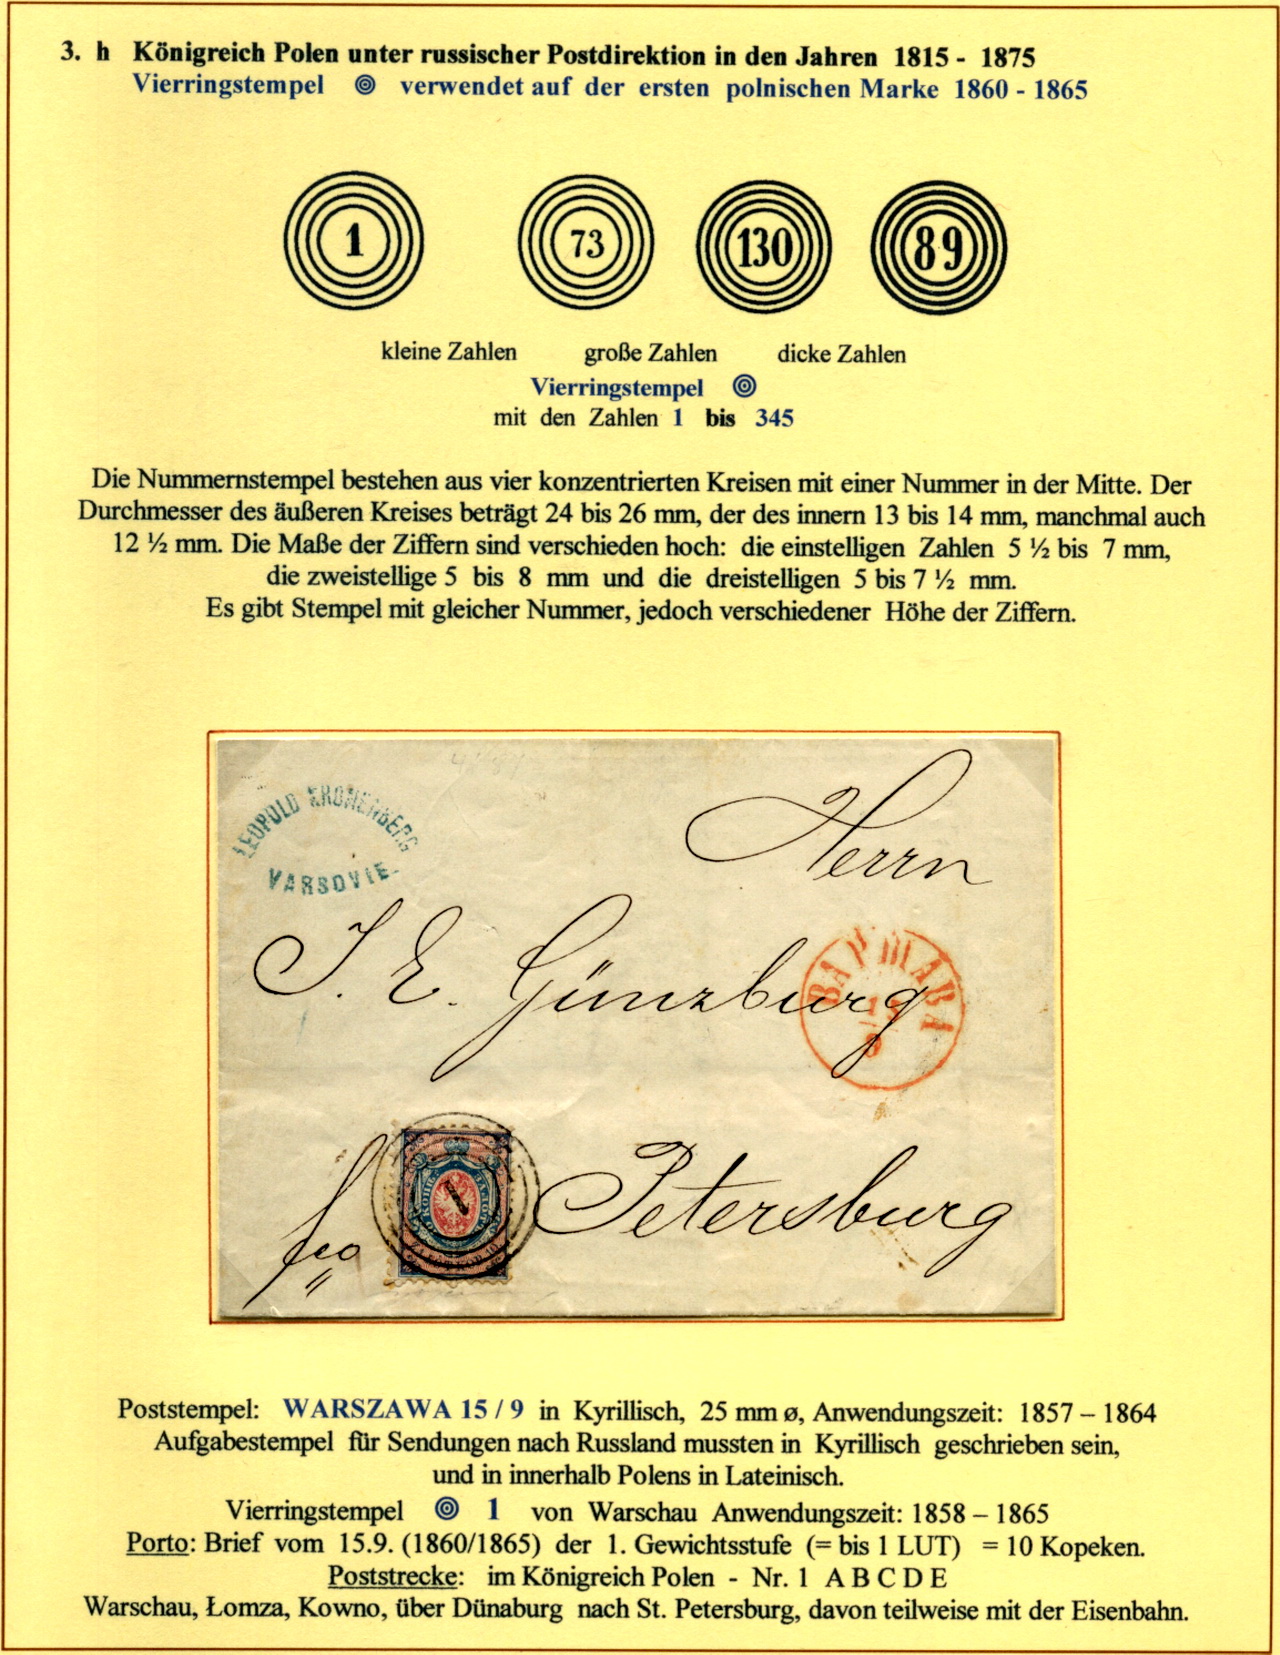 3. h Königreich Polen unter russischer Postdirektion in den Jahren 1815 - 1875
Vierringstempel verwendet auf der ersten polnischen Marke 1860 - 1865
1 73 130 89
kleine Zahlen große Zahlen dicke Zahlen
Vierringstempel
mit den Zahlen 1 bis 345
Die Nummernstempel bestehen aus vier konzentrierten Kreisen mit einer Nummer in der Mitte. Der
Durchmesser des äußeren Kreises beträgt 24 bis 26 mm, der des innern 13 bis 14 mm, manchmal auch
12 ½ mm. Die Maße der Ziffern sind verschieden hoch: die einstelligen Zahlen 5 ½ bis 7 mm,
die zweistellige 5 bis 8 mm und die dreistelligen 5 bis 7 ½ mm.
Es gibt Stempel mit gleicher Nummer, jedoch verschiedener Höhe der Ziffern.
LEOPOLD KRONENBERG
VARSOVIE.
Herrn
J. E. Günzburg
ВАРШАВА
15
9
fco
1
Petersburg
Poststempel: WARSZAWA 15 / 9 in Kyrillisch, 25 mm ø, Anwendungszeit: 1857 – 1864
Aufgabestempel für Sendungen nach Russland mussten in Kyrillisch geschrieben sein,
und in innerhalb Polens in Lateinisch.
Vierringstempel 1 von Warschau Anwendungszeit: 1858 – 1865
Porto: Brief vom 15.9. (1860/1865) der 1. Gewichtsstufe (= bis 1 LUT) = 10 Kopeken.
Poststrecke: im Königreich Polen - Nr. 1 A B C D E
Warschau, Łomza, Kowno, über Dünaburg nach St. Petersburg, davon teilweise mit der Eisenbahn.